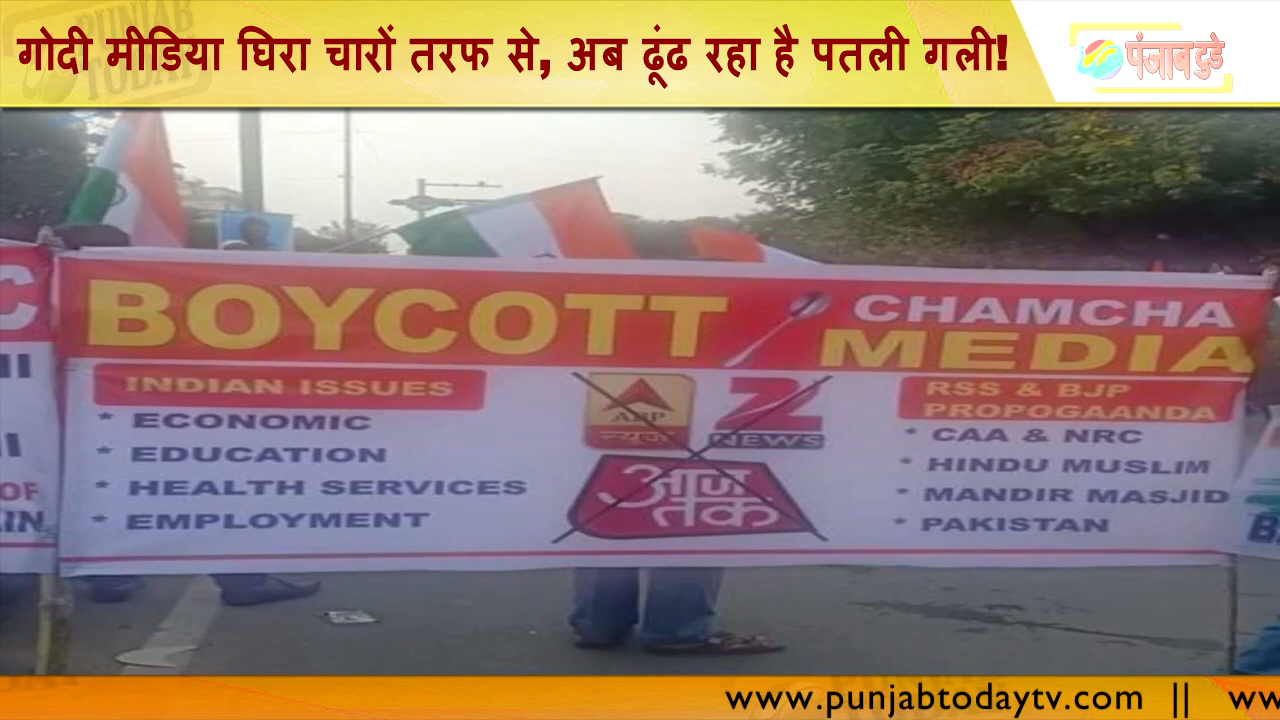 गोदी मीडिया घिरा चारों तरफ से, अब ढूंढ रहा है पतली गली!
पंजाब टुडे
BOYCOTT
CHAMCHA
MEDIA
INDIAN ISSUES
* ECONOMIC
* EDUCATION
* HEALTH SERVICES
* EMPLOYMENT
ABP
न्यूज़
Z
NEWS
आज
तक
RSS & BJP
PROPOGAANDA
* CAA & NRC
* HINDU MUSLIM
* MANDIR MASJID
* PAKISTAN
OF
www.punjabtodaytv.com || ww